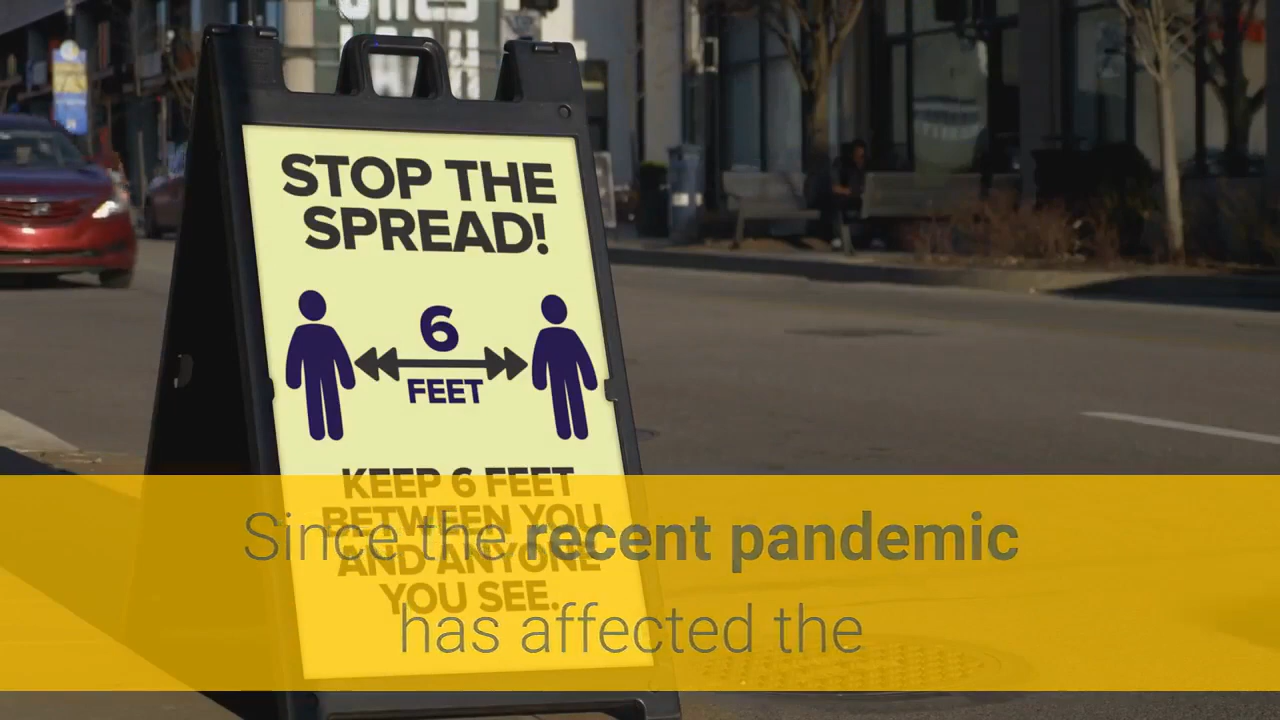 STOP THE
SPREAD!
6
FEET
KEEP 6 FEET
BETWEEN YOU
AND ANYONE
YOU SEE.
Since the recent pandemic
has affected the